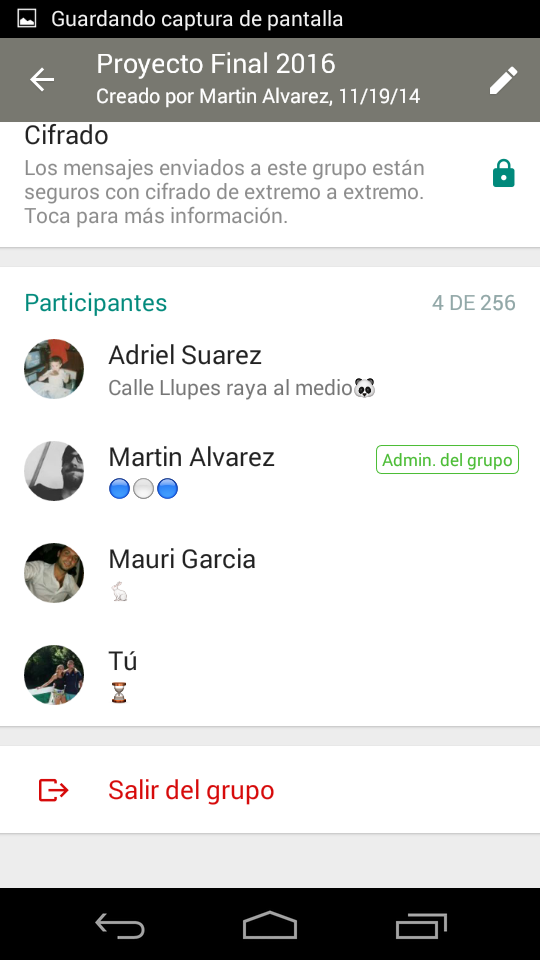 Guardando captura de pantalla
Proyecto Final 2016
Creado por Martin Alvarez, 11/19/14
Cifrado
Los mensajes enviados a este grupo están
seguros con cifrado de extremo a extremo.
Toca para más información.
Participantes 4 DE 256
Adriel Suarez
Calle Llupes raya al medio🐼
Martin Alvarez Admin. del grupo
🔵⚪🔵
Mauri Garcia
🐇
Tú
⏳
Salir del grupo